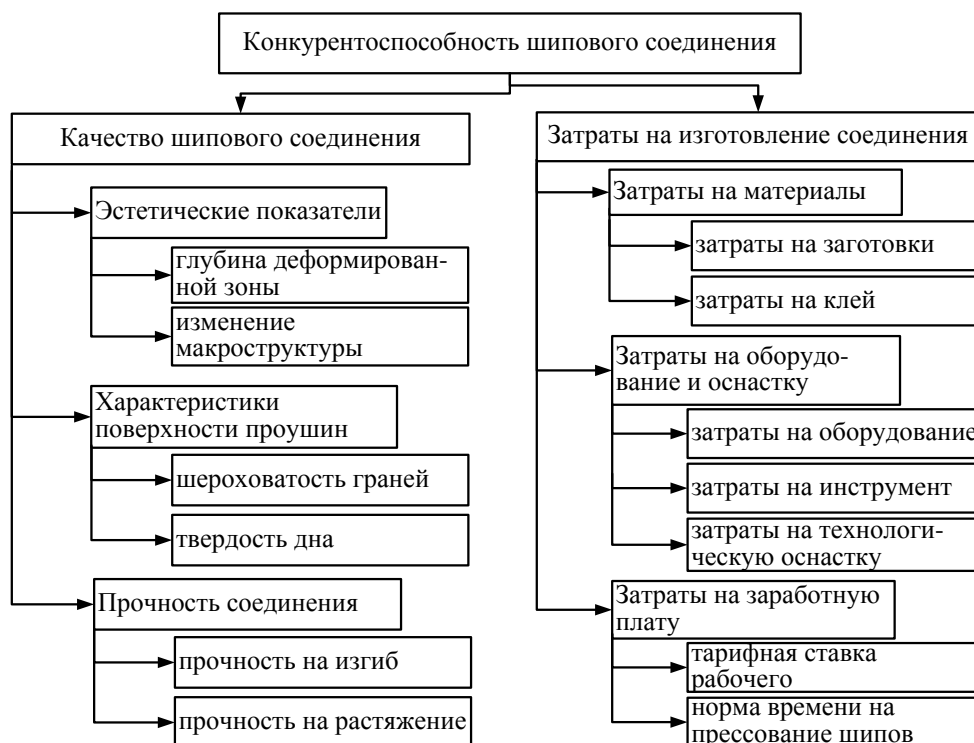 Конкурентоспособность шипового соединения
Качество шипового соединения
Эстетические показатели
глубина деформирован-
ной зоны
изменение
макроструктуры
Характеристики
поверхности проушин
шероховатость граней
твердость дна
Прочность соединения
прочность на изгиб
прочность на растяжение
Затраты на изготовление соединения
Затраты на материалы
затраты на заготовки
затраты на клей
Затраты на оборудо-
вание и оснастку
затраты на оборудование
затраты на инструмент
затраты на технологи-
ческую оснастку
Затраты на заработную
плату
тарифная ставка
рабочего
норма времени на
прессование шипов